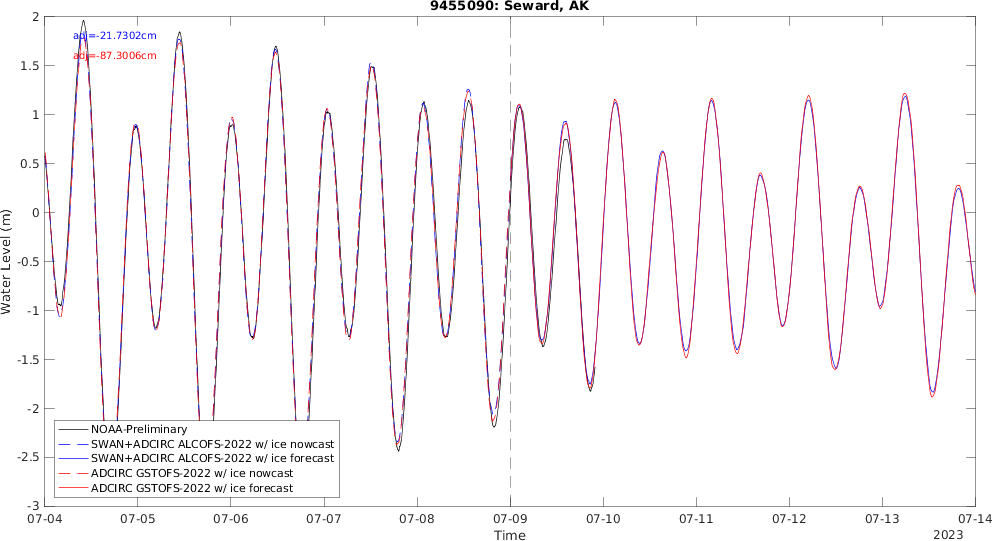 9455090: Seward, AK
adj=-21.7302cm
adj=-87.3006cm
2
1.5
1
0.5
0
-0.5
-1
-1.5
-2
-2.5
-3
Water Level (m)
NOAA-Preliminary
SWAN+ADCIRC ALCOFS-2022 w/ ice nowcast
SWAN+ADCIRC ALCOFS-2022 w/ ice forecast
ADCIRC GSTOFS-2022 w/ ice nowcast
ADCIRC GSTOFS-2022 w/ ice forecast
07-04 07-05 07-06 07-07 07-08 07-09 07-10 07-11 07-12 07-13 07-14
Time
2023